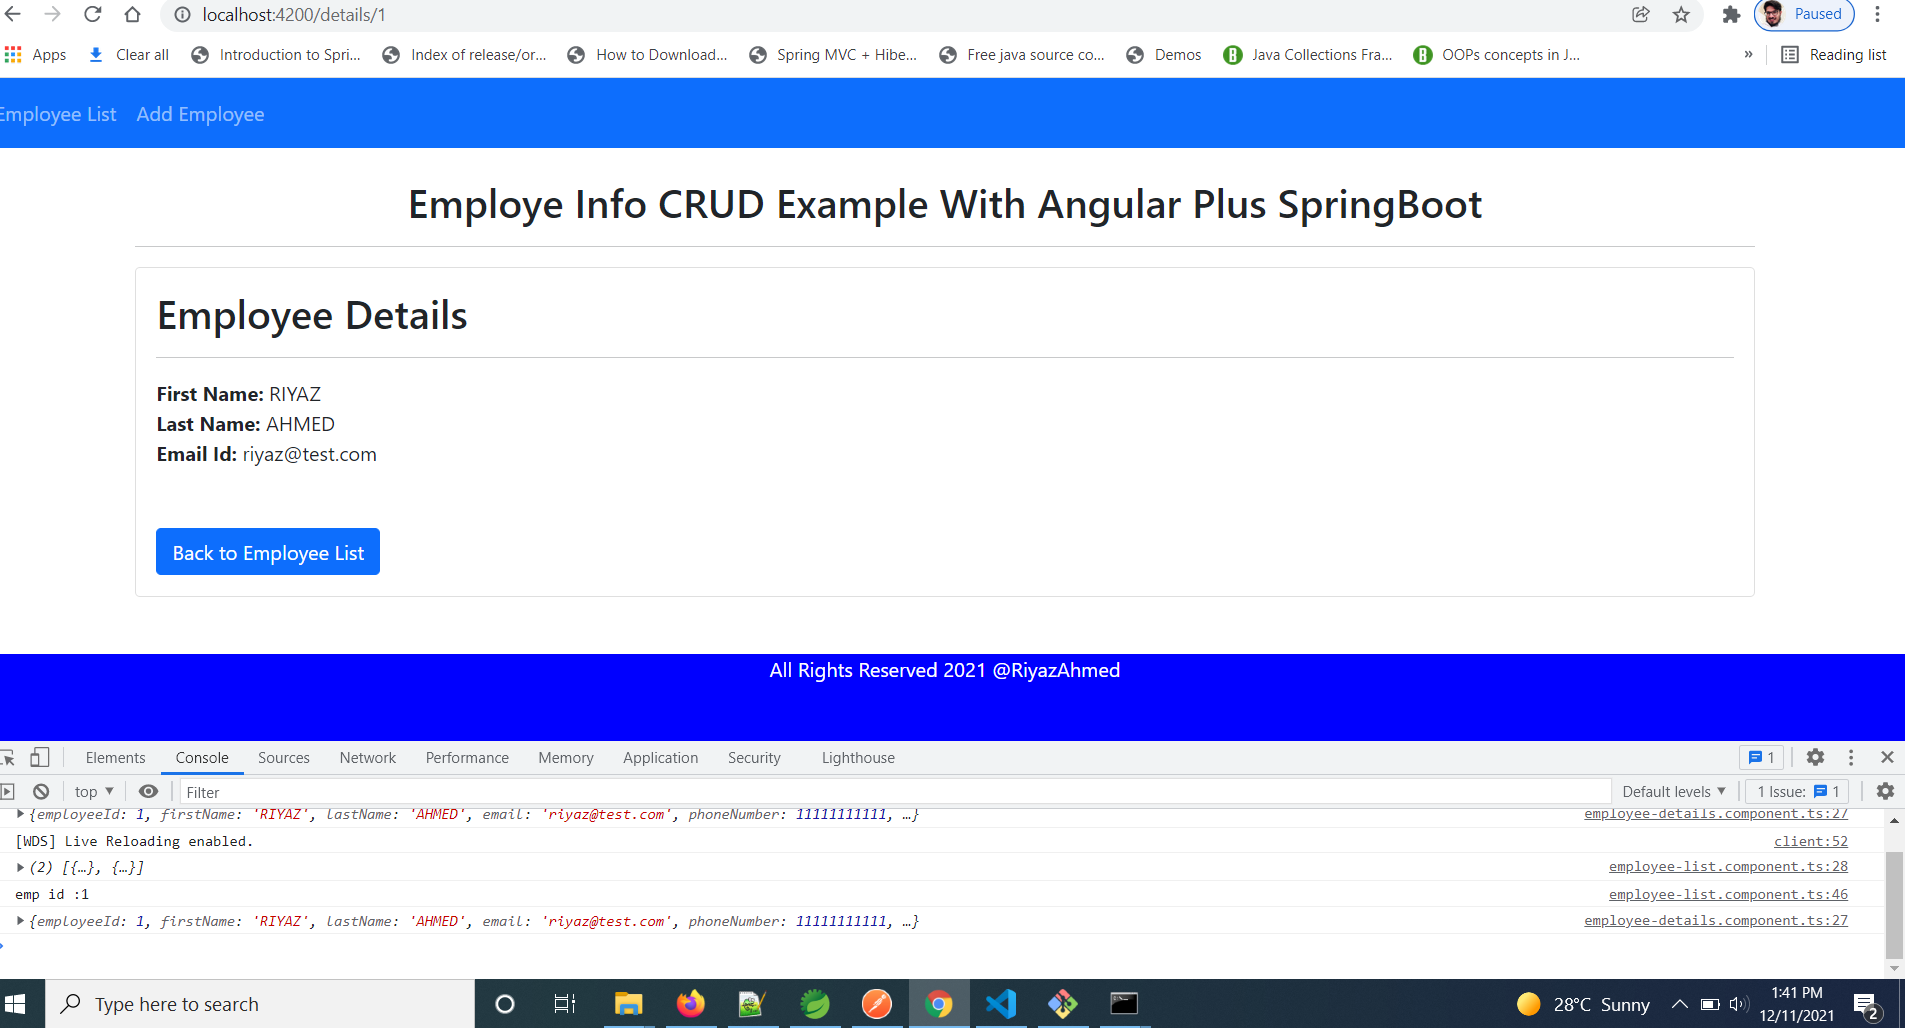 localhost:4200/details/1
Paused
Apps Clear all Introduction to Spri... Index of release/or... How to Download... Spring MVC + Hibe... Free java source co... Demos Java Collections Fra... OOPs concepts in J... » Reading list
Employee List Add Employee
Employe Info CRUD Example With Angular Plus SpringBoot
Employee Details
First Name: RIYAZ
Last Name: AHMED
Email Id: riyaz@test.com
Back to Employee List
All Rights Reserved 2021 @RiyazAhmed
Elements Console Sources Network Performance Memory Application Security Lighthouse 1
top Filter Default levels 1 Issue: 1
{employeeId: 1, firstName: 'RIYAZ', lastName: 'AHMED', email: 'riyaz@test.com', phoneNumber: 11111111111, …} employee-details.component.ts:27
[WDS] Live Reloading enabled. client:52
(2) [{…}, {…}] employee-list.component.ts:28
emp id :1 employee-list.component.ts:46
{employeeId: 1, firstName: 'RIYAZ', lastName: 'AHMED', email: 'riyaz@test.com', phoneNumber: 11111111111, …} employee-details.component.ts:27
Type here to search
28°C Sunny
1:41 PM
12/11/2021
2